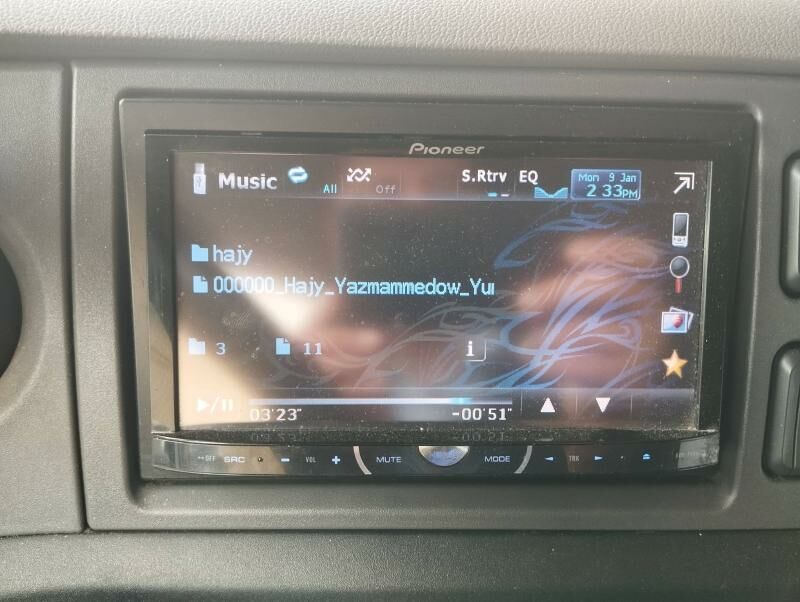 Pioneer
Music All Off S.Rtrv EQ Mon 9 Jan
2 33PM
hajy
000000_Hajy_Yazmammedow_Yu
3 11 i
03'23" -00'51"
OFF SRC VOL + MUTE MODE TRK